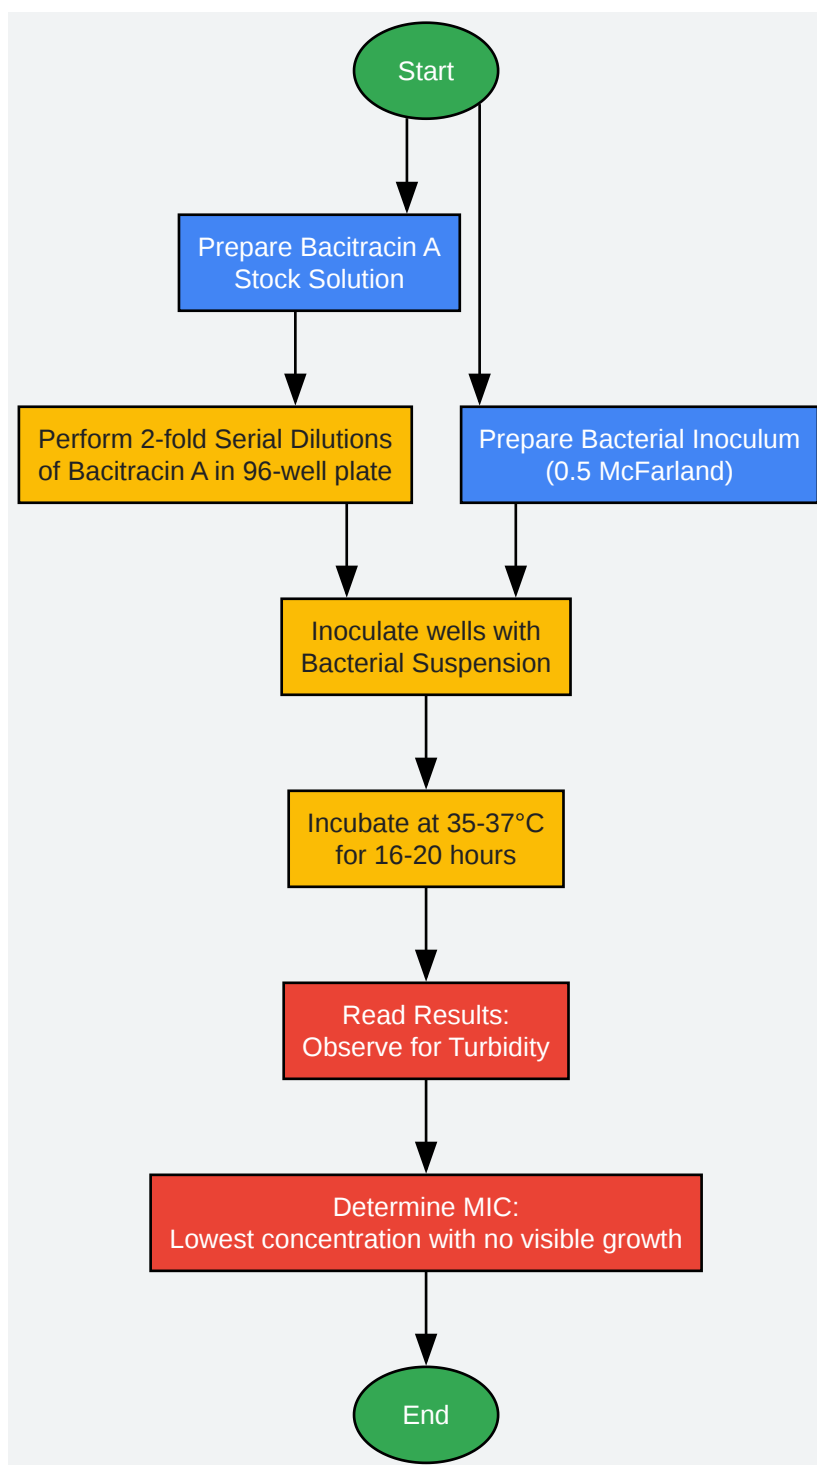 Start
Prepare Bacitracin A
Stock Solution
Perform 2-fold Serial Dilutions
of Bacitracin A in 96-well plate
Prepare Bacterial Inoculum
(0.5 McFarland)
Inoculate wells with
Bacterial Suspension
Incubate at 35-37°C
for 16-20 hours
Read Results:
Observe for Turbidity
Determine MIC:
Lowest concentration with no visible growth
End